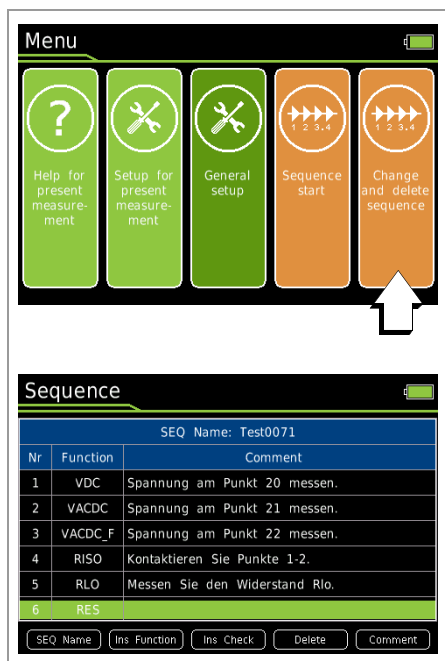 Menu
?
Help for
present
measure-
ment
Setup for
present
measure-
ment
General
setup
1 2 3.4
Sequence
start
1 2 3.4
Change
and delete
sequence
Sequence
SEQ Name: Test0071
Nr Function Comment
1 VDC Spannung am Punkt 20 messen.
2 VACDC Spannung am Punkt 21 messen.
3 VACDC_F Spannung am Punkt 22 messen.
4 RISO Kontaktieren Sie Punkte 1-2.
5 RLO Messen Sie den Widerstand Rlo.
6 RES
SEQ Name Ins Function Ins Check Delete Comment